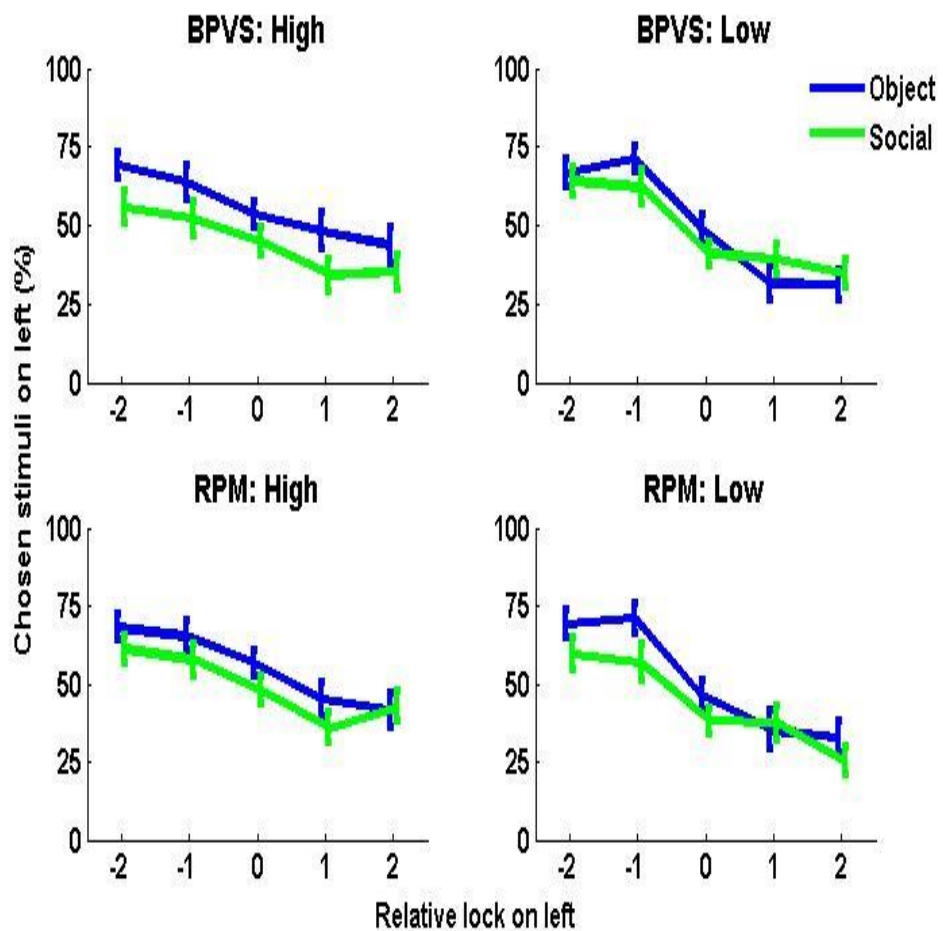 BPVS: High
100
75
50
25
0
-2 -1 0 1 2
BPVS: Low
100
75
50
25
0
-2 -1 0 1 2
Object
Social
Chosen stimuli on left (%)
RPM: High
100
75
50
25
0
-2 -1 0 1 2
RPM: Low
100
75
50
25
0
-2 -1 0 1 2
Relative lock on left